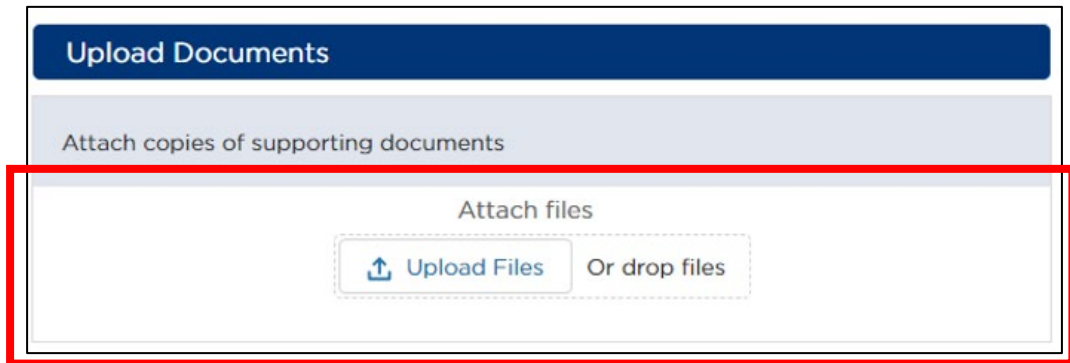 Upload Documents
Attach copies of supporting documents
Attach files
Upload Files Or drop files